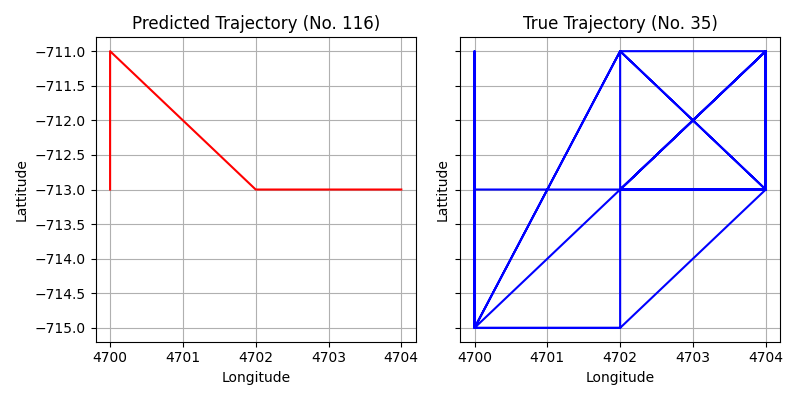 Predicted Trajectory (No. 116)
True Trajectory (No. 35)
Lattitude
−711.0
−711.5
−712.0
−712.5
−713.0
−713.5
−714.0
−714.5
−715.0
4700 4701 4702 4703 4704
Longitude
Lattitude
4700 4701 4702 4703 4704
Longitude